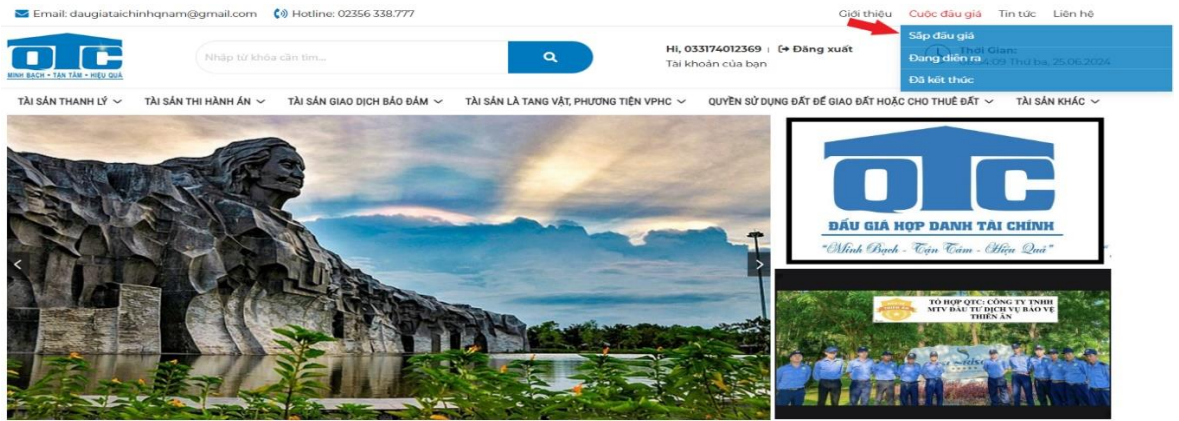 Email: daugiataichinhqnam@gmail.com Hotline: 02356 338.777 Giới thiệu Cuộc đấu giá Tin tức Liên hệ
Sắp đấu giá
Đang diễn ra
Đã kết thúc
QTC
MINH BẠCH - TẬN TÂM - HIỆU QUẢ
Nhập từ khóa cần tìm...
Hi, 033174012369 | Đăng xuất
Tài khoản của bạn
Thời Gian:
:09 Thứ ba, 25.06.2024
TÀI SẢN THANH LÝ TÀI SẢN THI HÀNH ÁN TÀI SẢN GIAO DỊCH BẢO ĐẢM TÀI SẢN LÀ TANG VẬT, PHƯƠNG TIỆN VPHC QUYỀN SỬ DỤNG ĐẤT ĐỂ GIAO ĐẤT HOẶC CHO THUÊ ĐẤT TÀI SẢN KHÁC
QTC
ĐẤU GIÁ HỢP DANH TÀI CHÍNH
"Minh Bạch - Tận Tâm - Hiệu Quả"
TỔ HỢP QTC: CÔNG TY TNHH
MTV ĐẦU TƯ DỊCH VỤ BẢO VỆ
THIÊN ÂN